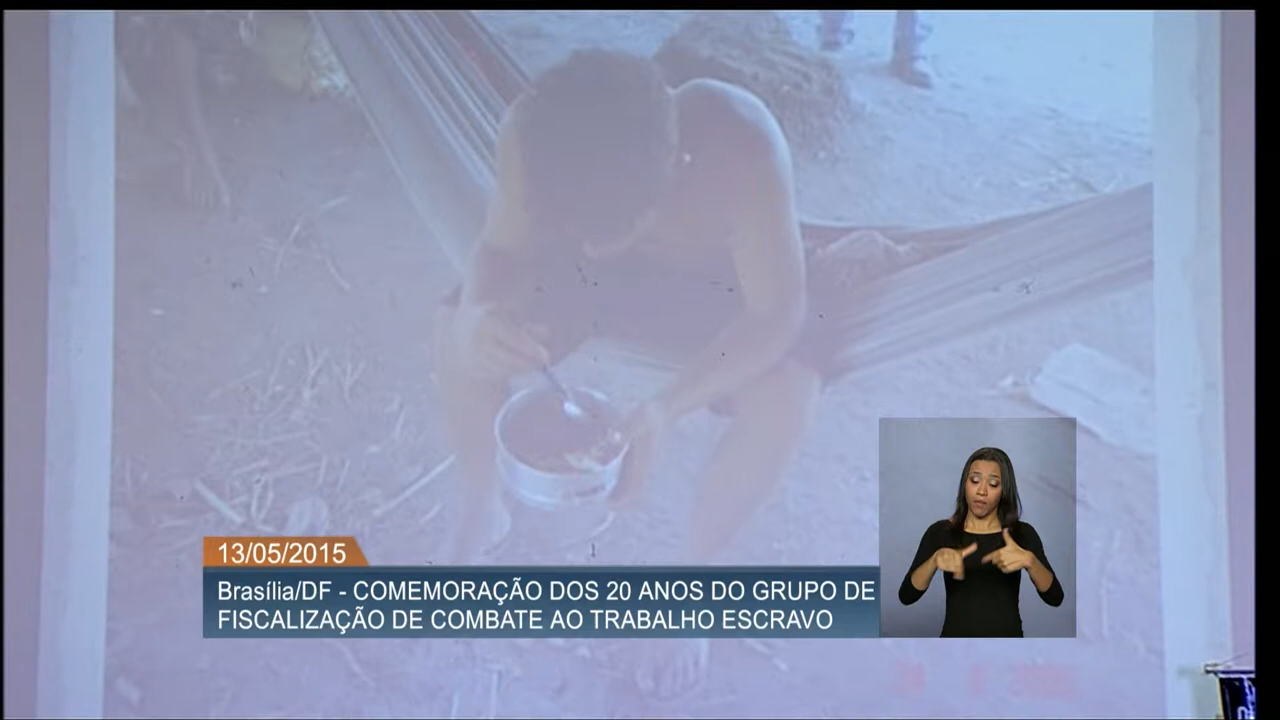 13/05/2015
Brasília/DF - COMEMORAÇÃO DOS 20 ANOS DO GRUPO DE
FISCALIZAÇÃO DE COMBATE AO TRABALHO ESCRAVO